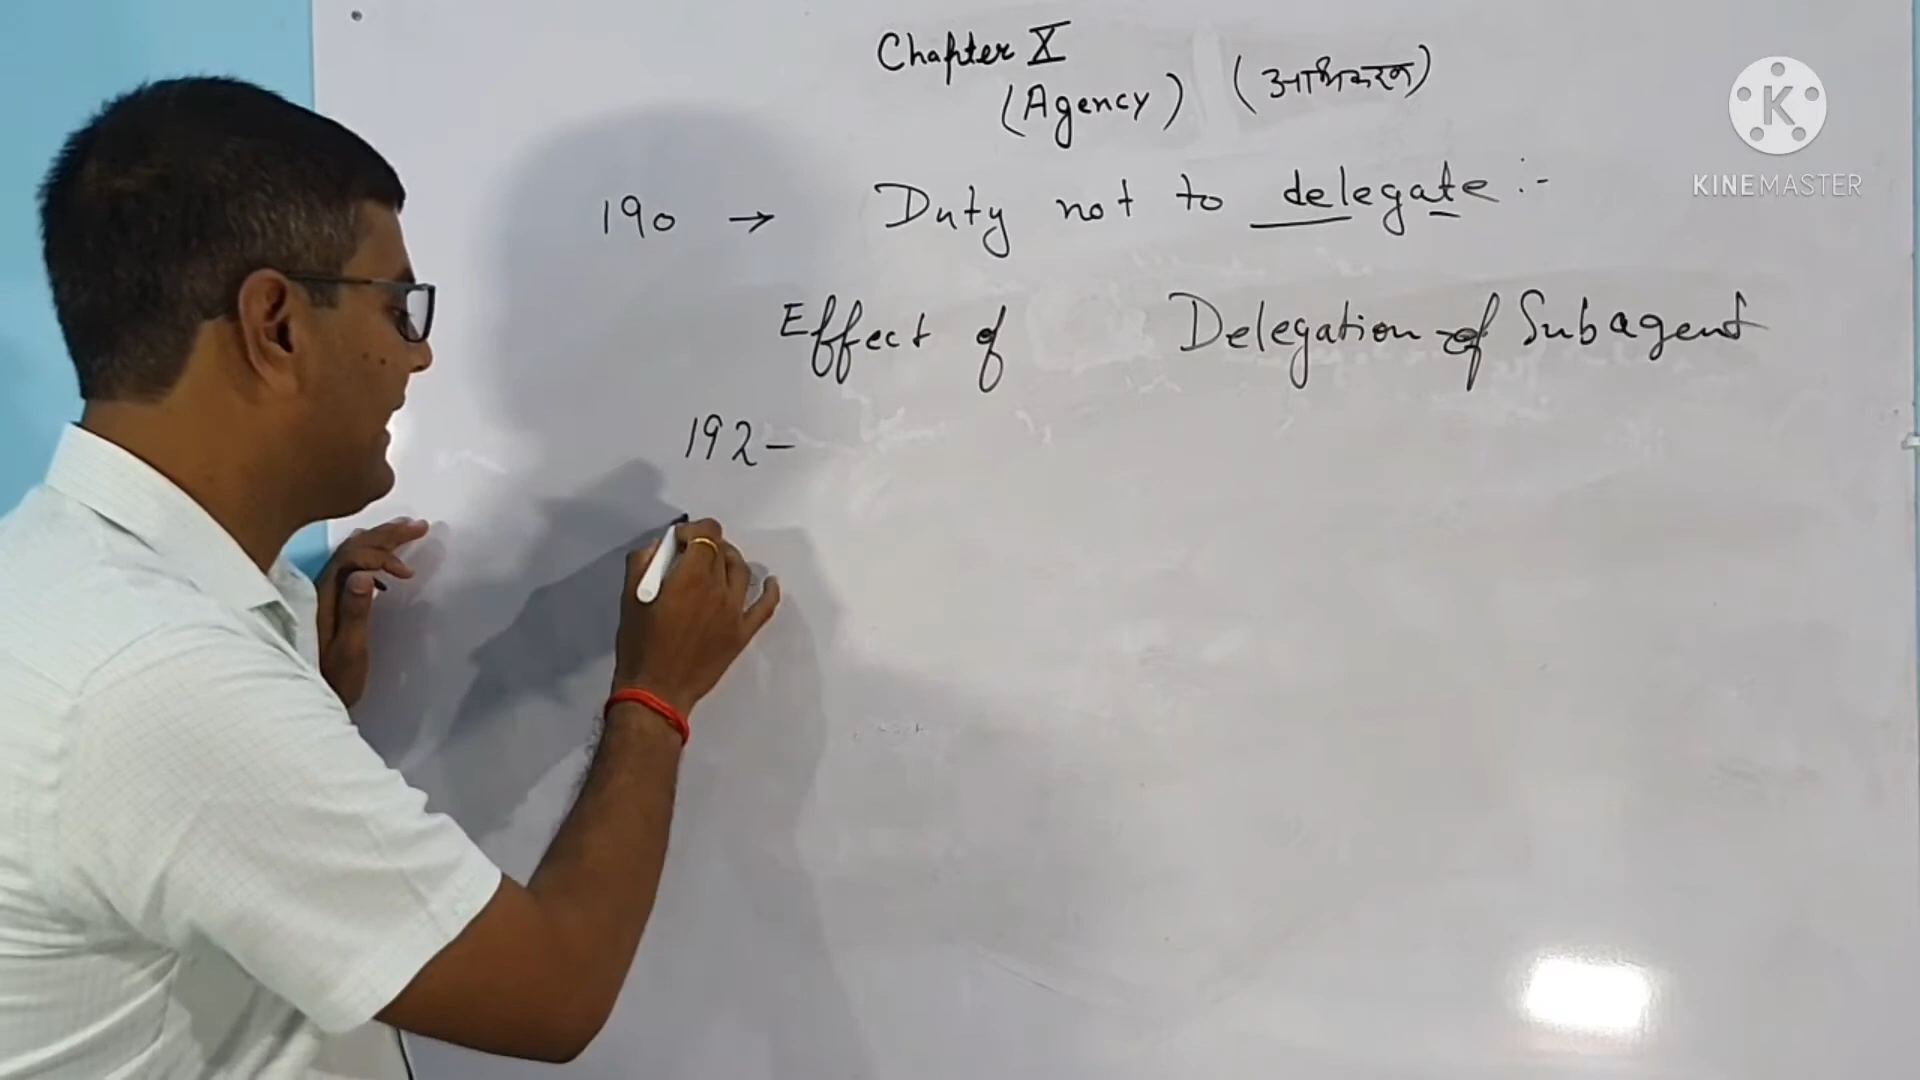 Chapter X
(Agency) (अभिकरण)
190 → Duty not to delegate :-
Effect of Delegation of Subagent
192 -
K
KINEMASTER